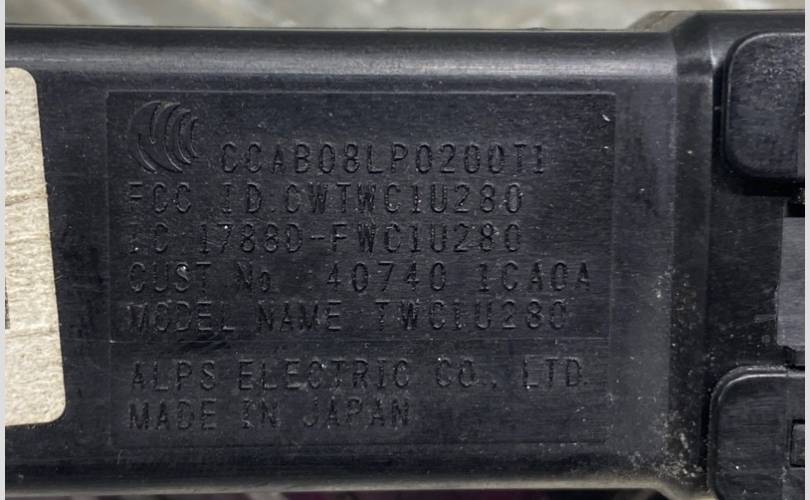 CCAB08LP0200T1
FCC ID.CWTWC1U280
IC 1788D-FWC1U280
CUST No 40740 1CA0A
MODEL NAME TWC1U280
ALPS ELECTRIC CO., LTD.
MADE IN JAPAN